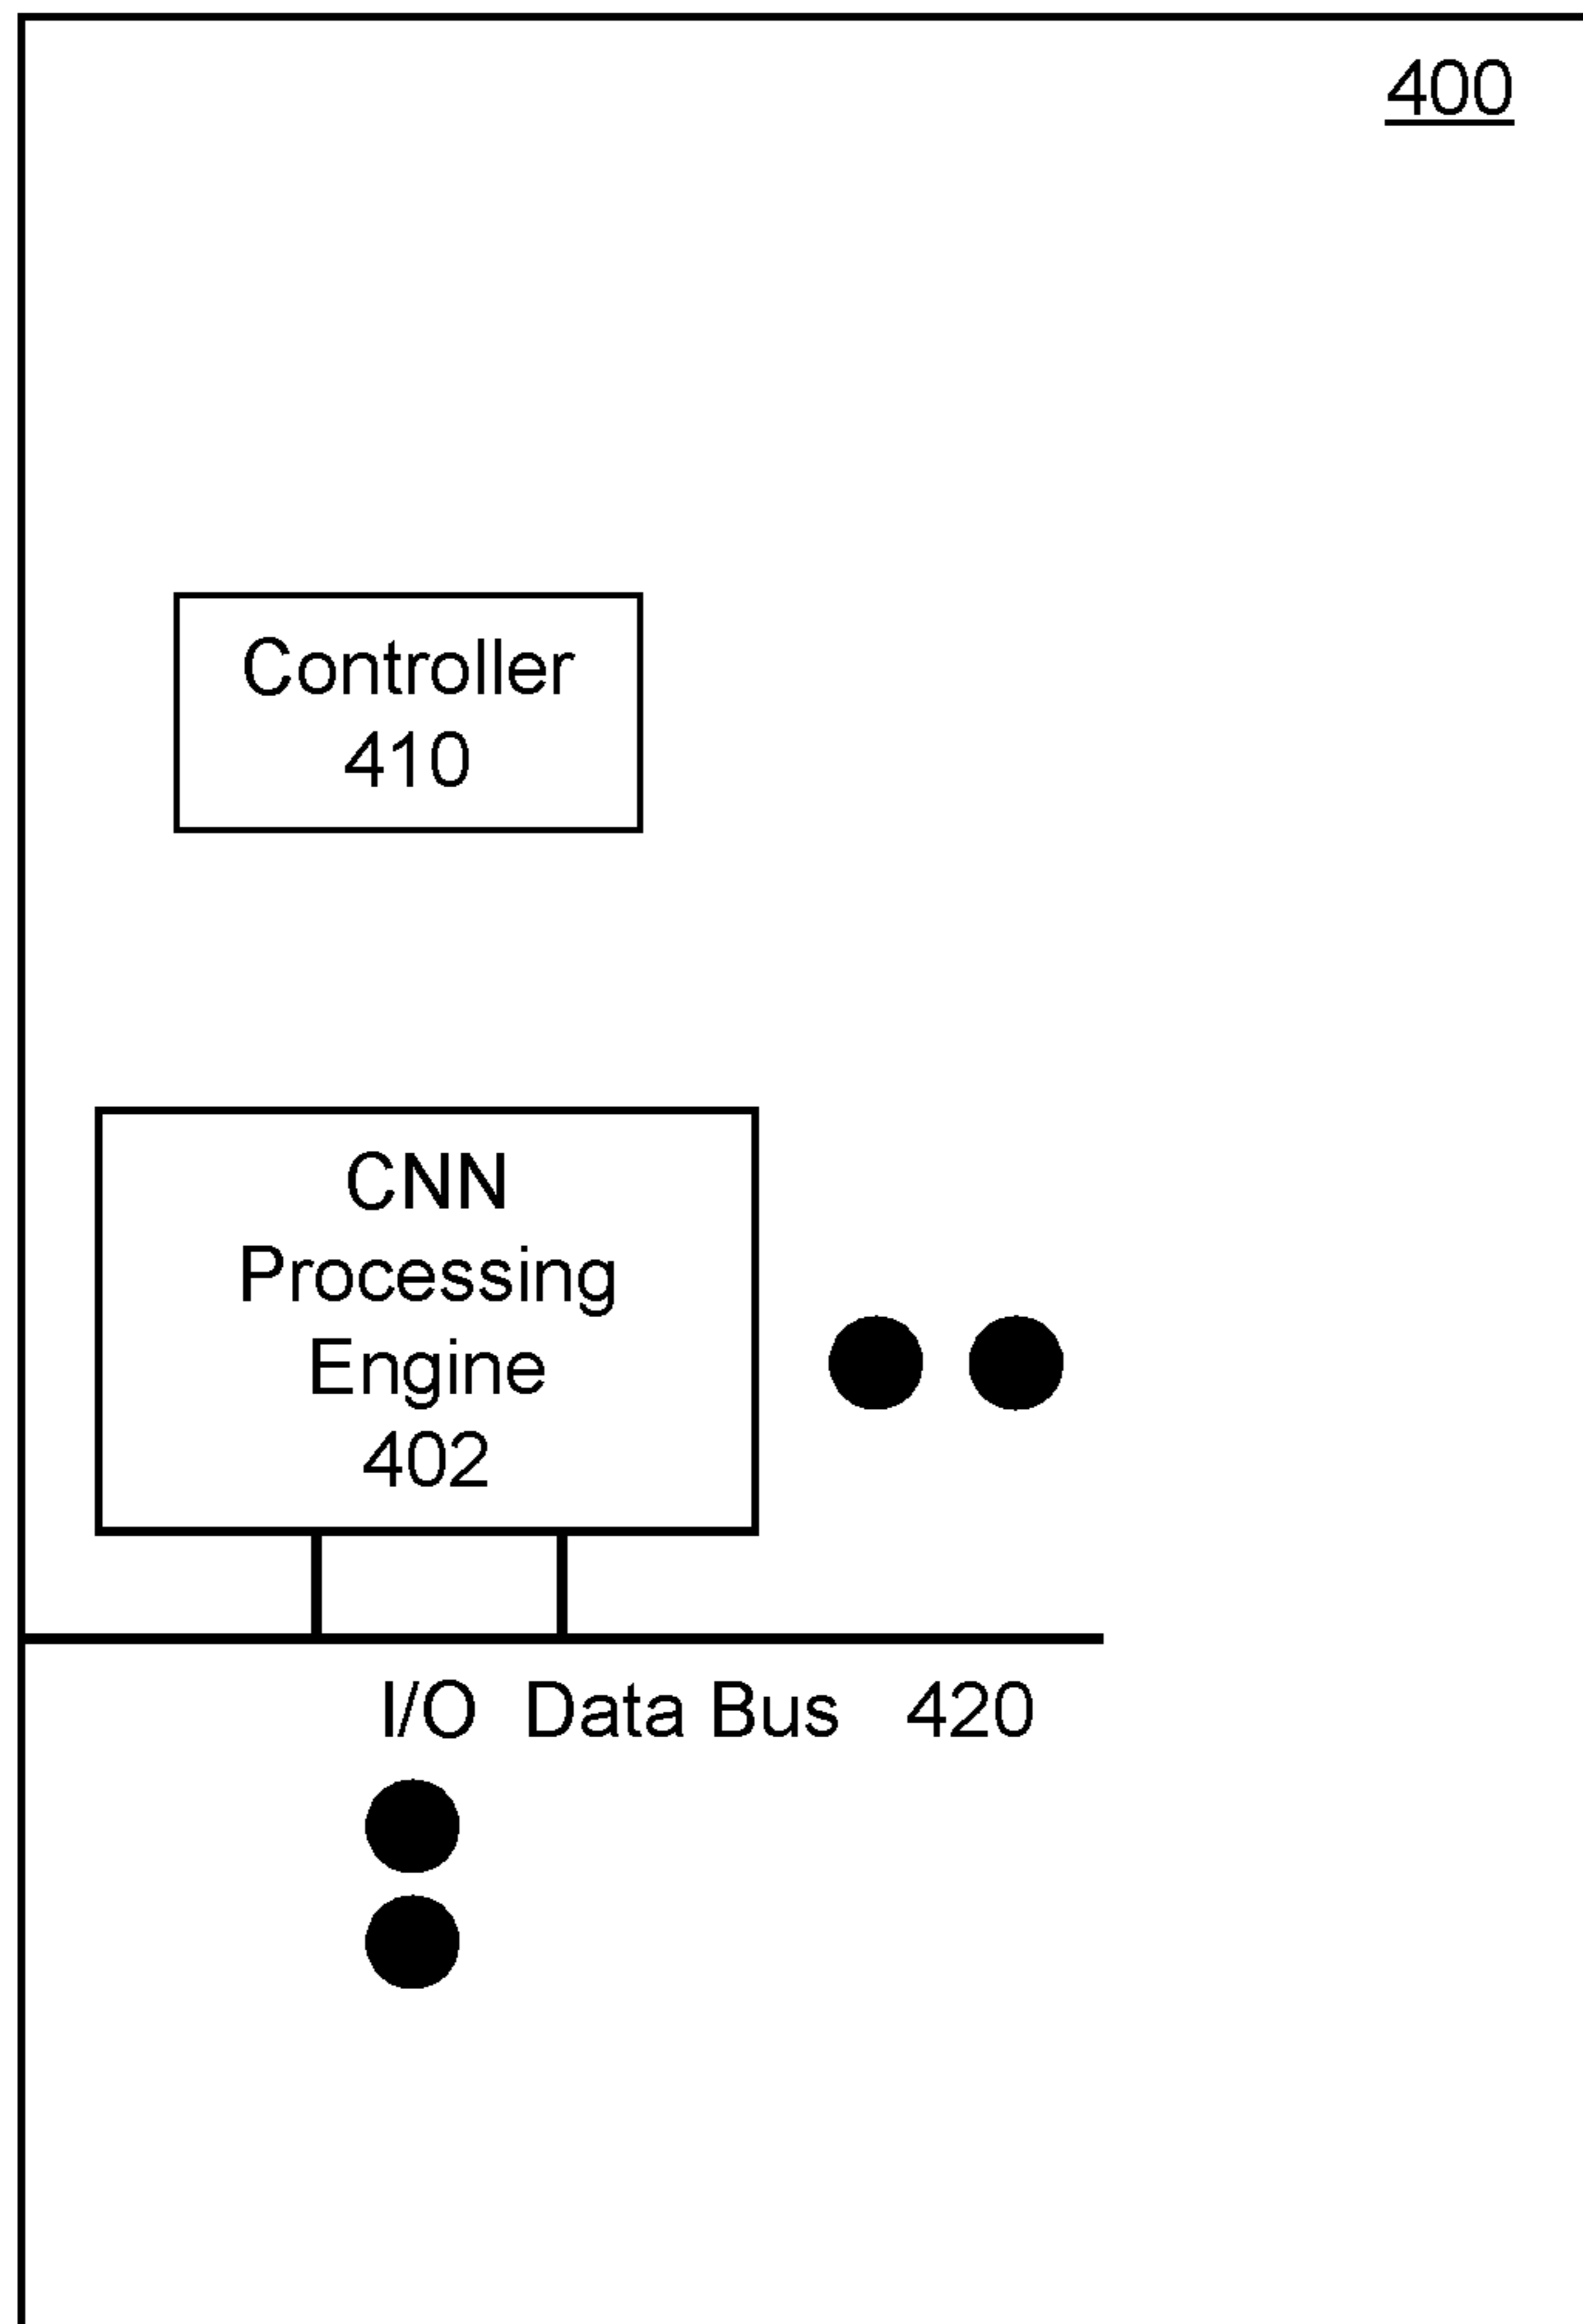 400
Controller
410
CNN
Processing
Engine
402
I/O Data Bus 420